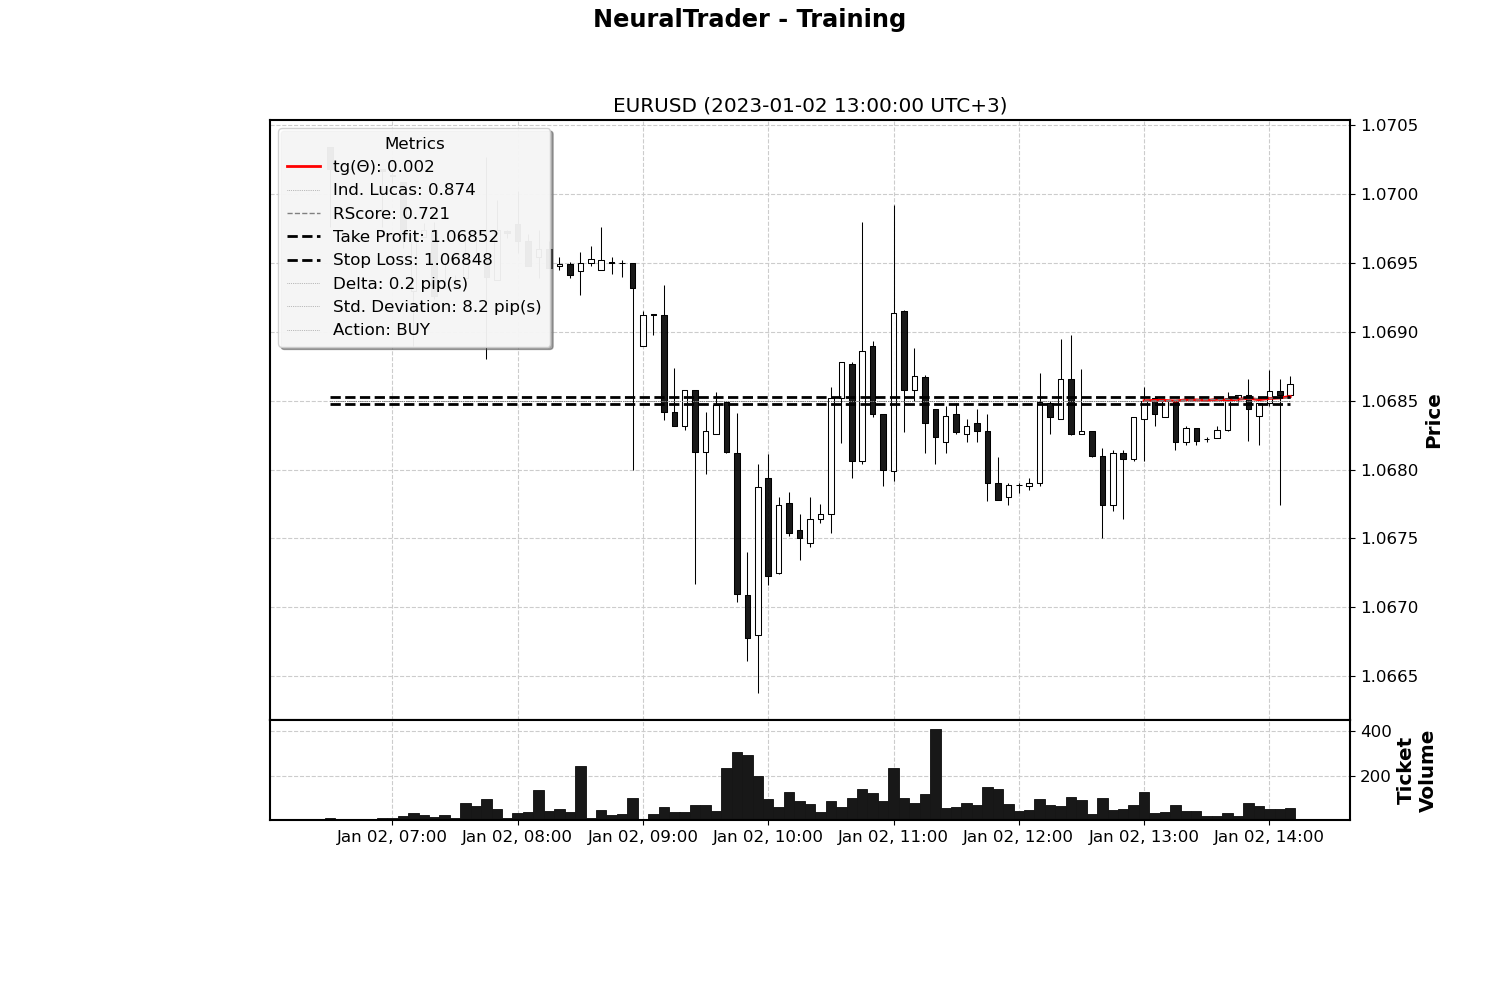 NeuralTrader - Training
EURUSD (2023-01-02 13:00:00 UTC+3)
Metrics
tg(Θ): 0.002
Ind. Lucas: 0.874
RScore: 0.721
Take Profit: 1.06852
Stop Loss: 1.06848
Delta: 0.2 pip(s)
Std. Deviation: 8.2 pip(s)
Action: BUY
1.0705
1.0700
1.0695
1.0690
1.0685
1.0680
1.0675
1.0670
1.0665
Price
400
200
Ticket
Volume
Jan 02, 07:00
Jan 02, 08:00
Jan 02, 09:00
Jan 02, 10:00
Jan 02, 11:00
Jan 02, 12:00
Jan 02, 13:00
Jan 02, 14:00